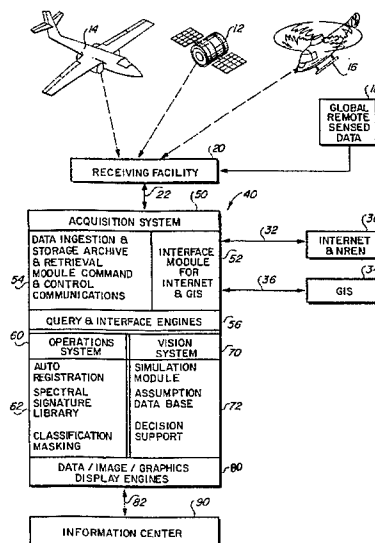 14
12
16
GLOBAL
REMOTE
SENSED
DATA
20
RECEIVING FACILITY
22
50
40
ACQUISITION SYSTEM
DATA INGESTION &
STORAGE ARCHIVE
& RETRIEVAL
MODULE COMMAND
& CONTROL
COMMUNICATIONS
54
INTERFACE
MODULE
FOR
INTERNET
& GIS
52
32
INTERNET
& NREN
36
GIS
QUERY & INTERFACE ENGINES
56
60
OPERATIONS
SYSTEM
VISION
SYSTEM
70
AUTO
REGISTRATION
SPECTRAL
SIGNATURE
LIBRARY
CLASSIFICATION
MASKING
62
SIMULATION
MODULE
ASSUMPTION
DATA BASE
DECISION
SUPPORT
72
DATA / IMAGE / GRAPHICS
DISPLAY ENGINES
80
82
90
INFORMATION CENTER